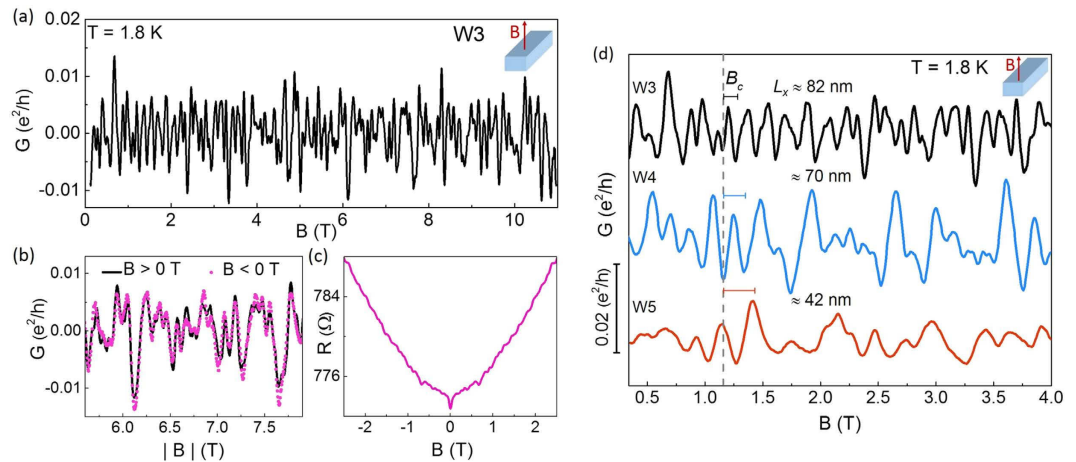 (a)
0.02
0.01
0.00
-0.01
G (e²/h)
T = 1.8 K
W3
B
0 2 4 6 8 10
B (T)
(b)
B > 0 T
B < 0 T
0.01
0.00
-0.01
G (e²/h)
6.0 6.5 7.0 7.5
| B | (T)
(c)
784
776
R (Ω)
-2 -1 0 1 2
B (T)
(d)
T = 1.8 K
B
W3
Bc
Lx ≈ 82 nm
W4
≈ 70 nm
W5
≈ 42 nm
G (e²/h)
0.02 (e²/h)
0.5 1.0 1.5 2.0 2.5 3.0 3.5 4.0
B (T)